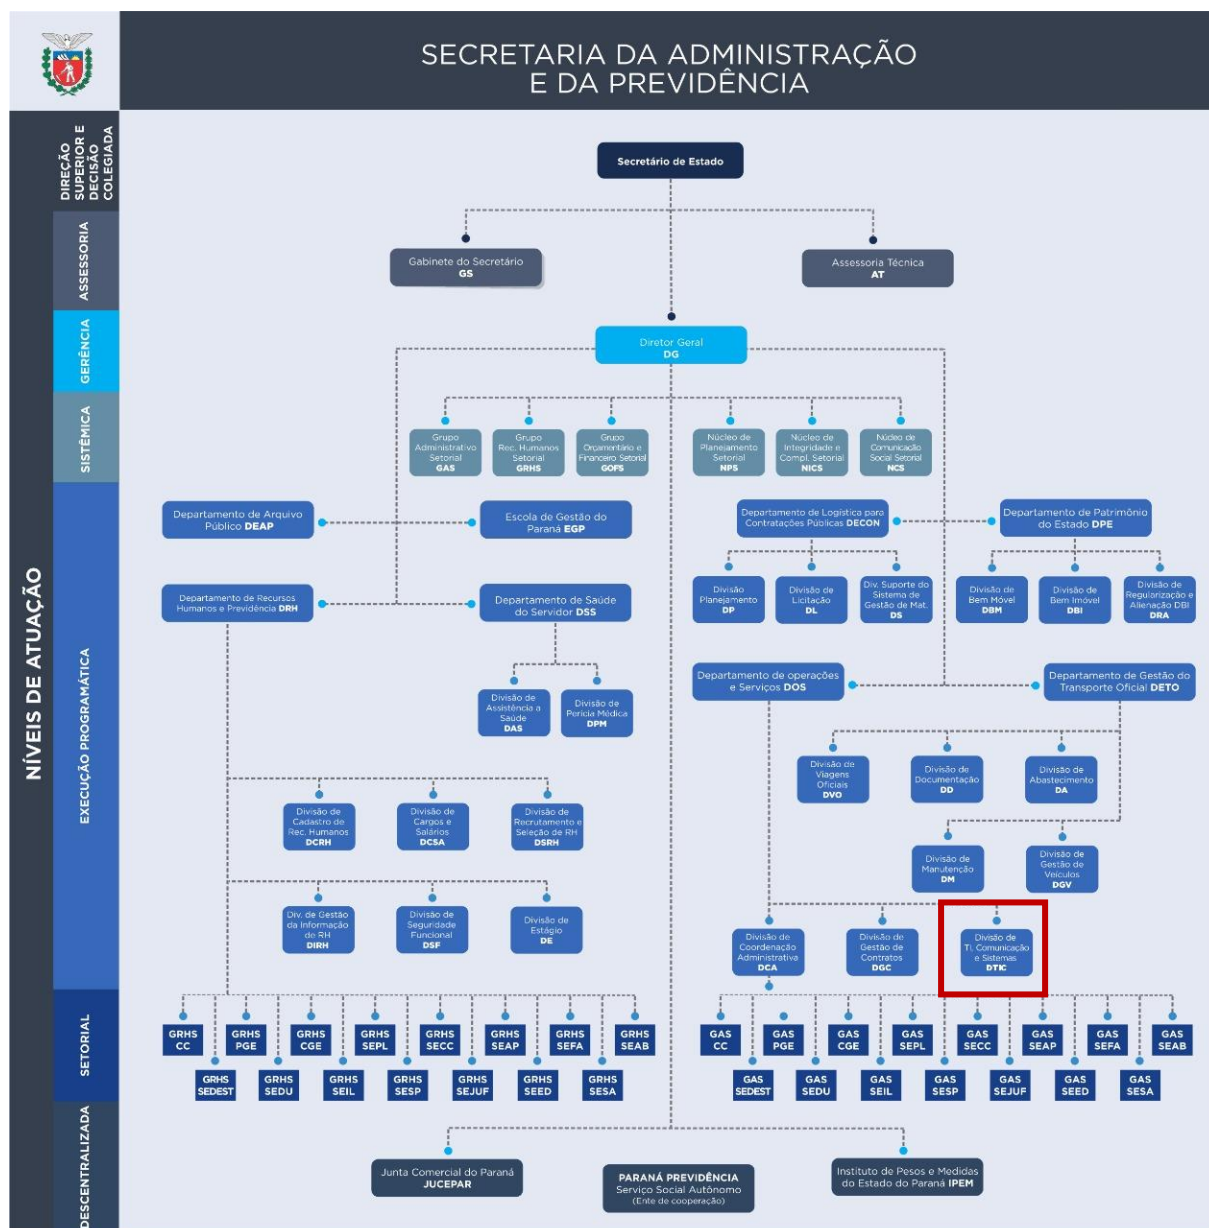 SECRETARIA DA ADMINISTRAÇÃO
E DA PREVIDÊNCIA
NÍVEIS DE ATUAÇÃO
DIREÇÃO
SUPERIOR E
DECISÃO
COLEGIADA
Secretário de Estado
ASSESSORIA
Gabinete do Secretário
GS
Assessoria Técnica
AT
GERÊNCIA
Diretor Geral
DG
SISTÊMICA
Grupo
Administrativo
Setorial
GAS
Grupo
Rec. Humanos
Setorial
GRHS
Grupo
Orçamentário e
Financeiro Setorial
GOFS
Núcleo de
Planejamento
Setorial
NPS
Núcleo de
Integridade e
Compl. Setorial
NICS
Núcleo de
Comunicação
Social Setorial
NCS
EXECUÇÃO PROGRAMÁTICA
Departamento de Arquivo
Público DEAP
Escola de Gestão do
Paraná EGP
Departamento de Logística para
Contratações Públicas DECON
Departamento de Patrimônio
do Estado DPE
Departamento de Recursos
Humanos e Previdência DRH
Departamento de Saúde
do Servidor DSS
Divisão
Planejamento
DP
Divisão de
Licitação
DL
Div. Suporte do
Sistema de
Gestão de Mat.
DS
Divisão de
Bem Móvel
DBM
Divisão de
Bem Imóvel
DBI
Divisão de
Regularização e
Alienação DBI
DRA
Divisão de
Assistência a
Saúde
DAS
Divisão de
Perícia Médica
DPM
Departamento de operações
e Serviços DOS
Departamento de Gestão do
Transporte Oficial DETO
Divisão de
Viagens
Oficiais
DVO
Divisão de
Documentação
DD
Divisão de
Abastecimento
DA
Divisão de
Cadastro de
Rec. Humanos
DCRH
Divisão de
Cargos e
Salários
DCSA
Divisão de
Recrutamento e
Seleção de RH
DSRH
Divisão de
Manutenção
DM
Divisão de
Gestão de
Veículos
DGV
Div. de Gestão
da Informação
de RH
DIRH
Divisão de
Seguridade
Funcional
DSF
Divisão de
Estágio
DE
Divisão de
Coordenação
Administrativa
DCA
Divisão de
Gestão de
Contratos
DGC
Divisão de
TI, Comunicação
e Sistemas
DTIC
SETORIAL
GRHS
CC
GRHS
PGE
GRHS
CGE
GRHS
SEPL
GRHS
SECC
GRHS
SEAP
GRHS
SEFA
GRHS
SEAB
GAS
CC
GAS
PGE
GAS
CGE
GAS
SEPL
GAS
SECC
GAS
SEAP
GAS
SEFA
GAS
SEAB
GRHS
SEDEST
GRHS
SEDU
GRHS
SEIL
GRHS
SESP
GRHS
SEJUF
GRHS
SEED
GRHS
SESA
GAS
SEDEST
GAS
SEDU
GAS
SEIL
GAS
SESP
GAS
SEJUF
GAS
SEED
GAS
SESA
DESCENTRALIZADA
Junta Comercial do Paraná
JUCEPAR
PARANÁ PREVIDÊNCIA
Serviço Social Autônomo
(Ente de cooperação)
Instituto de Pesos e Medidas
do Estado do Paraná IPEM